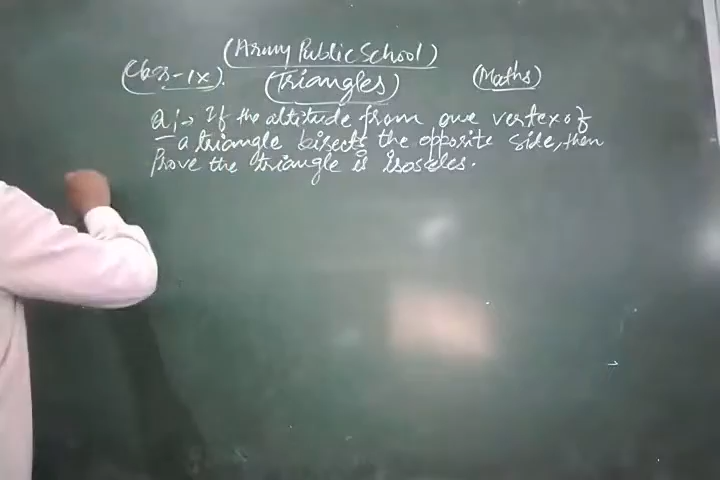 (Army Public School)
(Class-IX).
(Triangles)
(Maths)
Q1→ If the altitude from one vertex of
a triangle bisects the opposite side, then
Prove the triangle is isosceles.